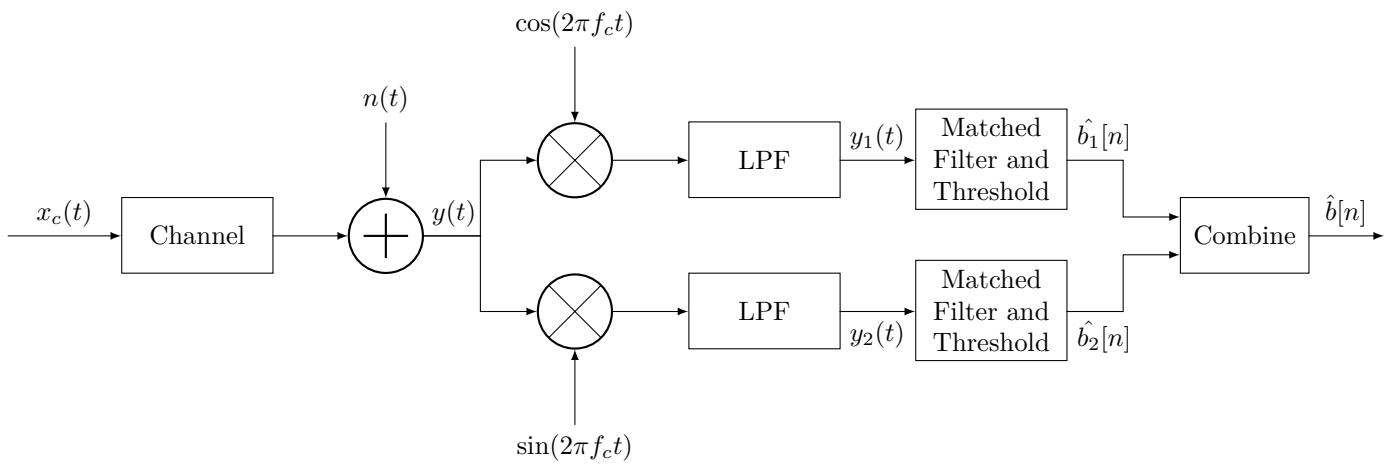 cos(2πf_c t)
n(t)
x_c(t)
Channel
y(t)
LPF
y_1(t)
Matched
Filter and
Threshold
b̂_1[n]
Combine
b̂[n]
LPF
y_2(t)
Matched
Filter and
Threshold
b̂_2[n]
sin(2πf_c t)